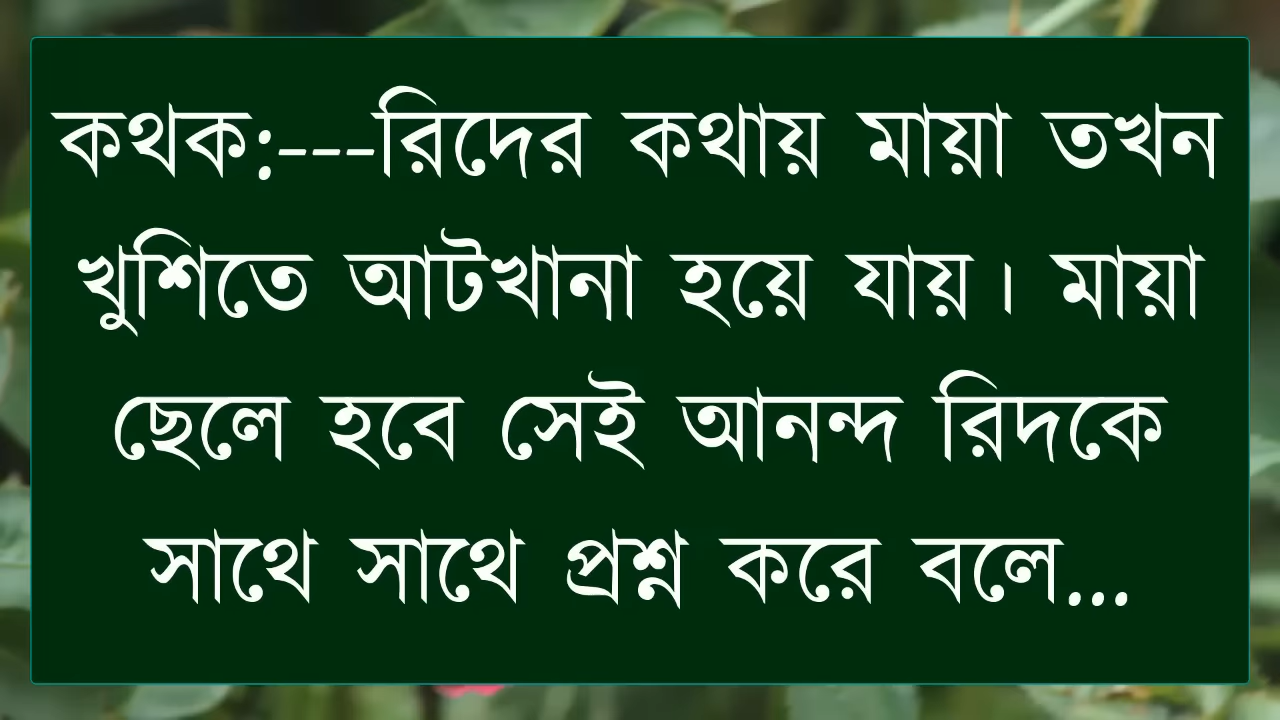 কথক:---রিদের কথায় মায়া তখন
খুশিতে আটখানা হয়ে যায়। মায়া
ছেলে হবে সেই আনন্দ রিদকে
সাথে সাথে প্রশ্ন করে বলে...